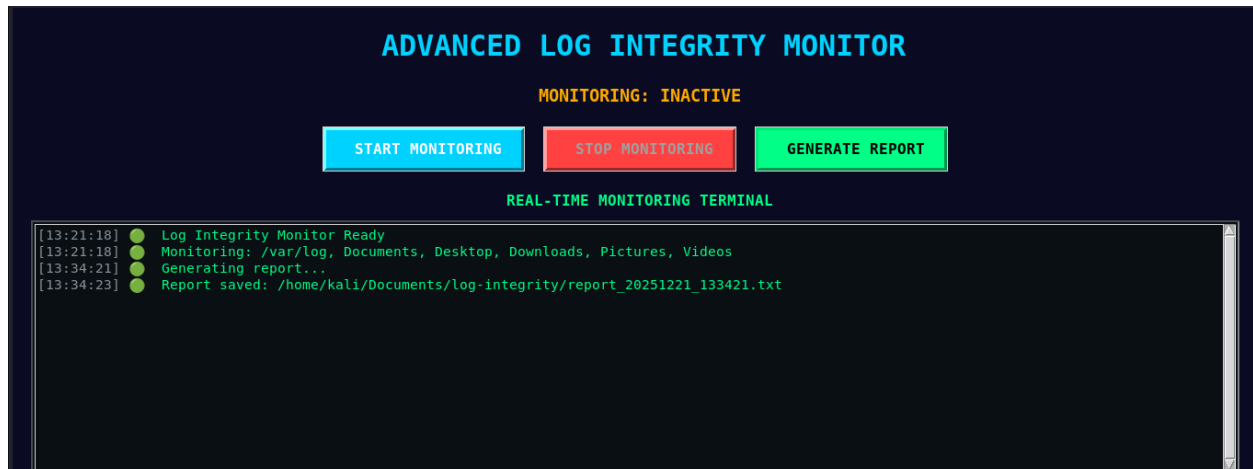 ADVANCED LOG INTEGRITY MONITOR
MONITORING: INACTIVE
START MONITORING STOP MONITORING GENERATE REPORT
REAL-TIME MONITORING TERMINAL
[13:21:18] Log Integrity Monitor Ready
[13:21:18] Monitoring: /var/log, Documents, Desktop, Downloads, Pictures, Videos
[13:34:21] Generating report...
[13:34:23] Report saved: /home/kali/Documents/log-integrity/report_20251221_133421.txt